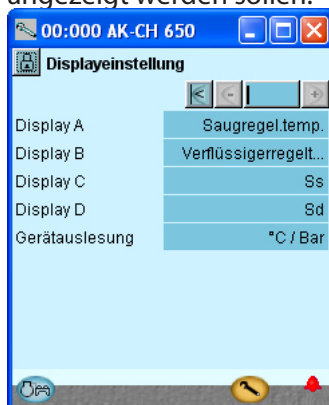 angezeigt werden sollen.
00:000 AK-CH 650
Displayeinstellung
Display A Saugregel.temp.
Display B Verflüssigerregelt...
Display C Ss
Display D Sd
Gerätauslesung °C / Bar